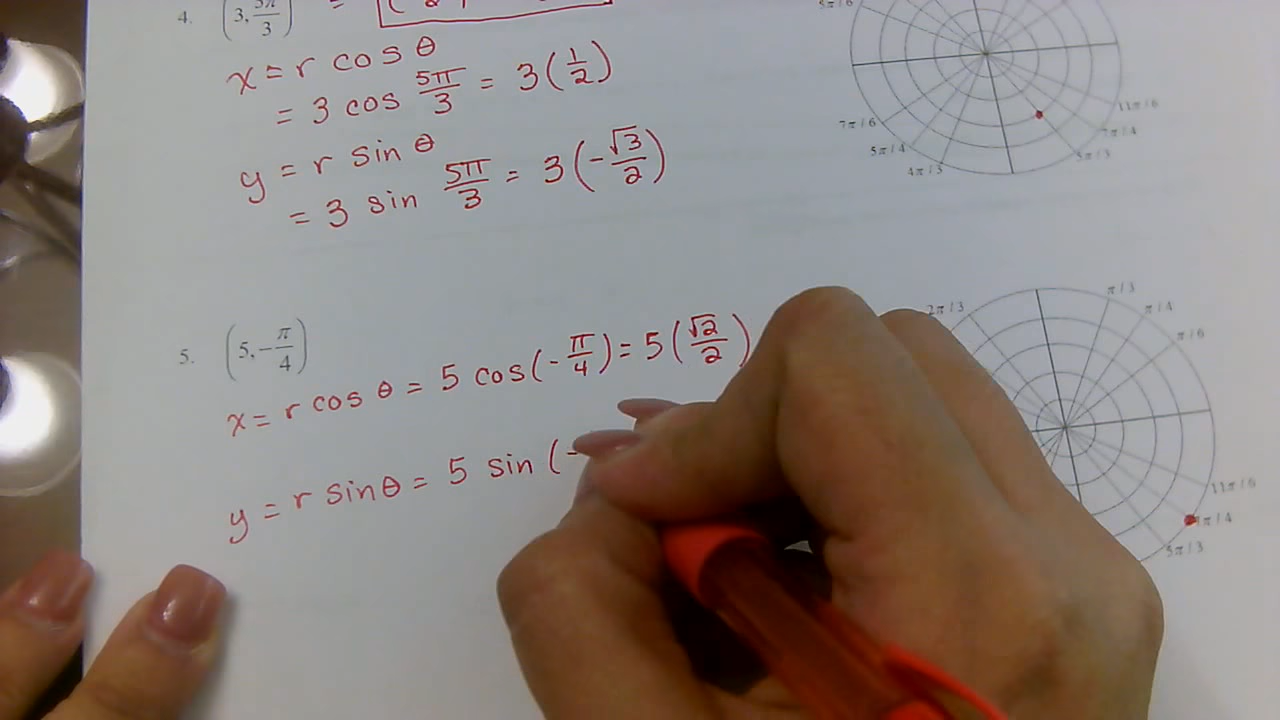 4. (3, 5π/3) =
x = r cos θ
= 3 cos 5π/3 = 3(1/2)
y = r sin θ
= 3 sin 5π/3 = 3(-√3/2)
5π/6
7π/6
5π/4
4π/3
11π/6
7π/4
5π/3
5. (5, -π/4)
x = r cos θ = 5 cos(-π/4) = 5(√2/2)
y = r sin θ = 5 sin (-
2π/3
π/3
π/4
π/6
11π/6
π/4
5π/3